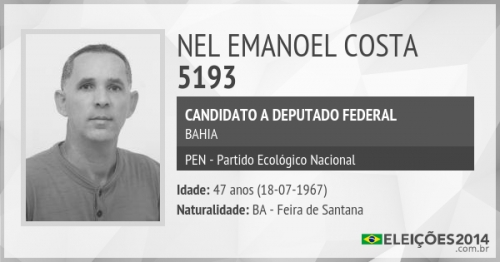 NEL EMANOEL COSTA
5193
CANDIDATO A DEPUTADO FEDERAL
BAHIA
PEN - Partido Ecológico Nacional
Idade: 47 anos (18-07-1967)
Naturalidade: BA - Feira de Santana
ELEIÇÕES2014
.com.br